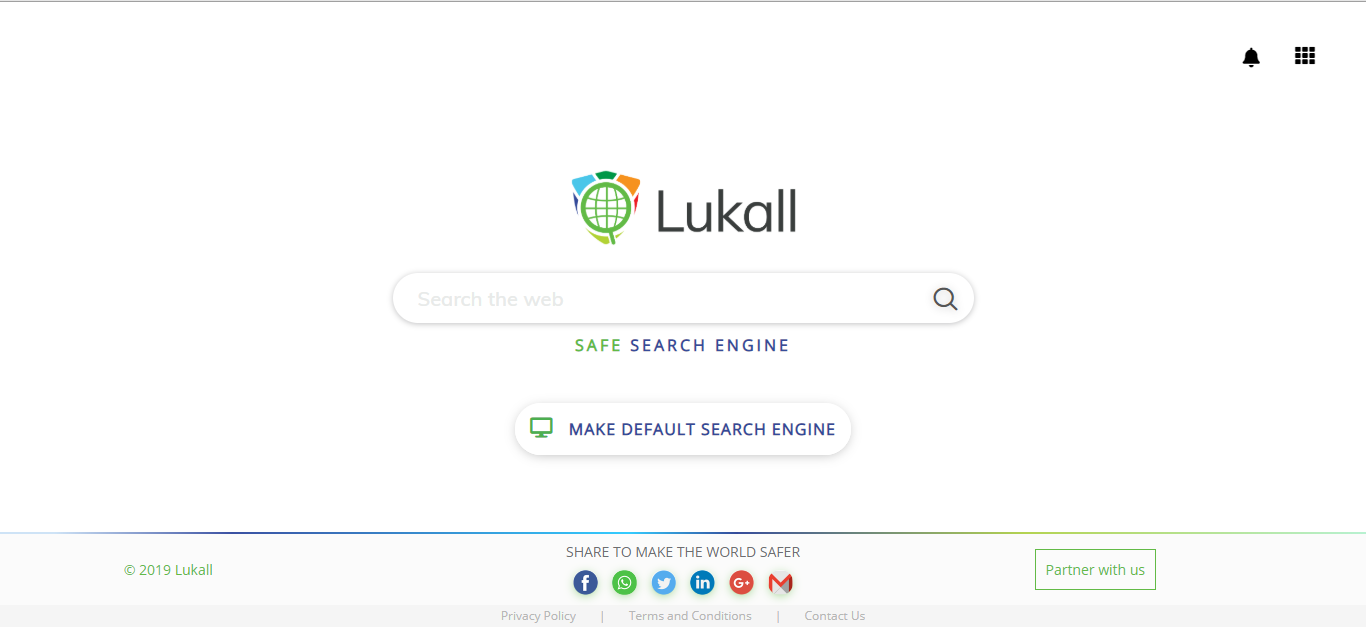 Lukall
Search the web
SAFE SEARCH ENGINE
MAKE DEFAULT SEARCH ENGINE
SHARE TO MAKE THE WORLD SAFER
© 2019 Lukall
Partner with us
f
in
G+
Privacy Policy | Terms and Conditions | Contact Us